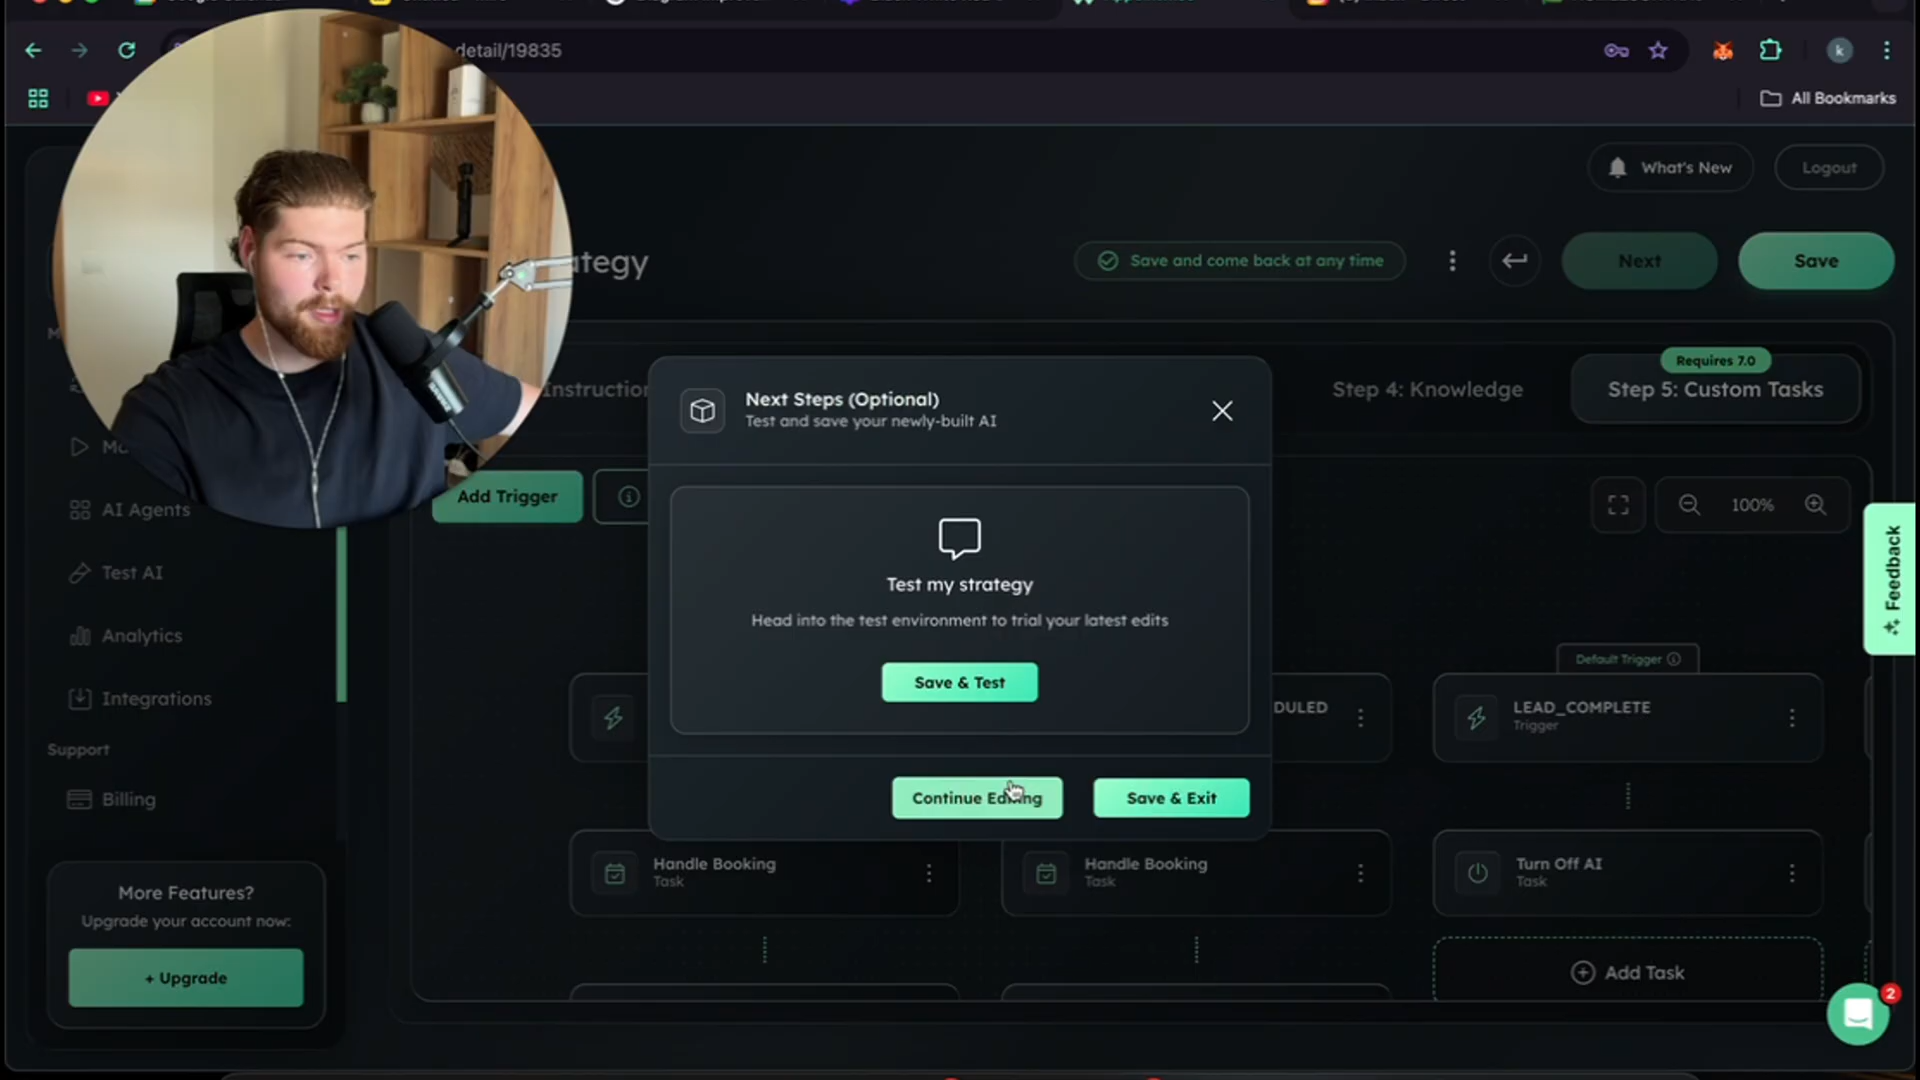 detail/19835
All Bookmarks
What's New
Logout
ategy
Save and come back at any time
Next
Save
Requires 7.0
Instruction
Step 4: Knowledge
Step 5: Custom Tasks
Next Steps (Optional)
Test and save your newly-built AI
Add Trigger
100%
AI Agents
Test my strategy
Head into the test environment to trial your latest edits
Test AI
Feedback
Analytics
Save & Test
Default Trigger
Integrations
DULED
LEAD_COMPLETE
Trigger
Support
Billing
Continue Editing
Save & Exit
Handle Booking
Task
Handle Booking
Task
Turn Off AI
Task
More Features?
Upgrade your account now:
+ Upgrade
Add Task
2
k